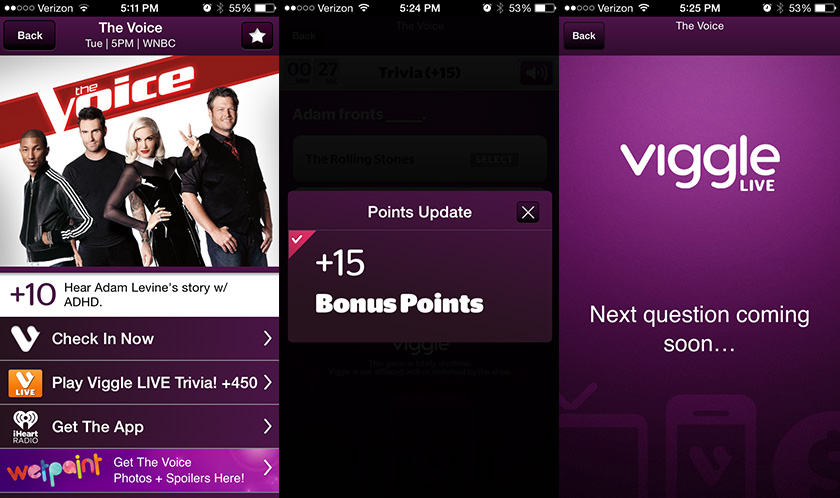 Verizon 5:11 PM 55%
Back
The Voice
Tue | 5PM | WNBC
the
Voice
+10
Hear Adam Levine's story w/
ADHD.
Check In Now
LIVE
Play Viggle LIVE Trivia! +450
iHeart
RADIO
Get The App
wetpaint
Get The Voice
Photos + Spoilers Here!
Verizon 5:24 PM 53%
The Voice
Back
00 27
Trivia (+15)
Adam fronts_____.
The Rolling Stones
SELECT
Points Update
+15
Bonus Points
viggle
Verizon 5:25 PM 53%
The Voice
Back
viggle
LIVE
Next question coming
soon…